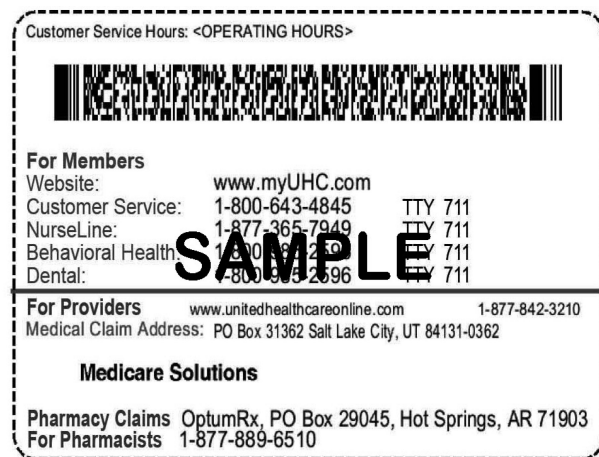 Customer Service Hours: <OPERATING HOURS>
For Members
Website: www.myUHC.com
Customer Service: 1-800-643-4845 TTY 711
NurseLine: 1-877-365-7949 TTY 711
Behavioral Health: TTY 711
SAMPLE
Dental: TTY 711
For Providers www.unitedhealthcareonline.com 1-877-842-3210
Medical Claim Address: PO Box 31362 Salt Lake City, UT 84131-0362
Medicare Solutions
Pharmacy Claims OptumRx, PO Box 29045, Hot Springs, AR 71903
For Pharmacists 1-877-889-6510